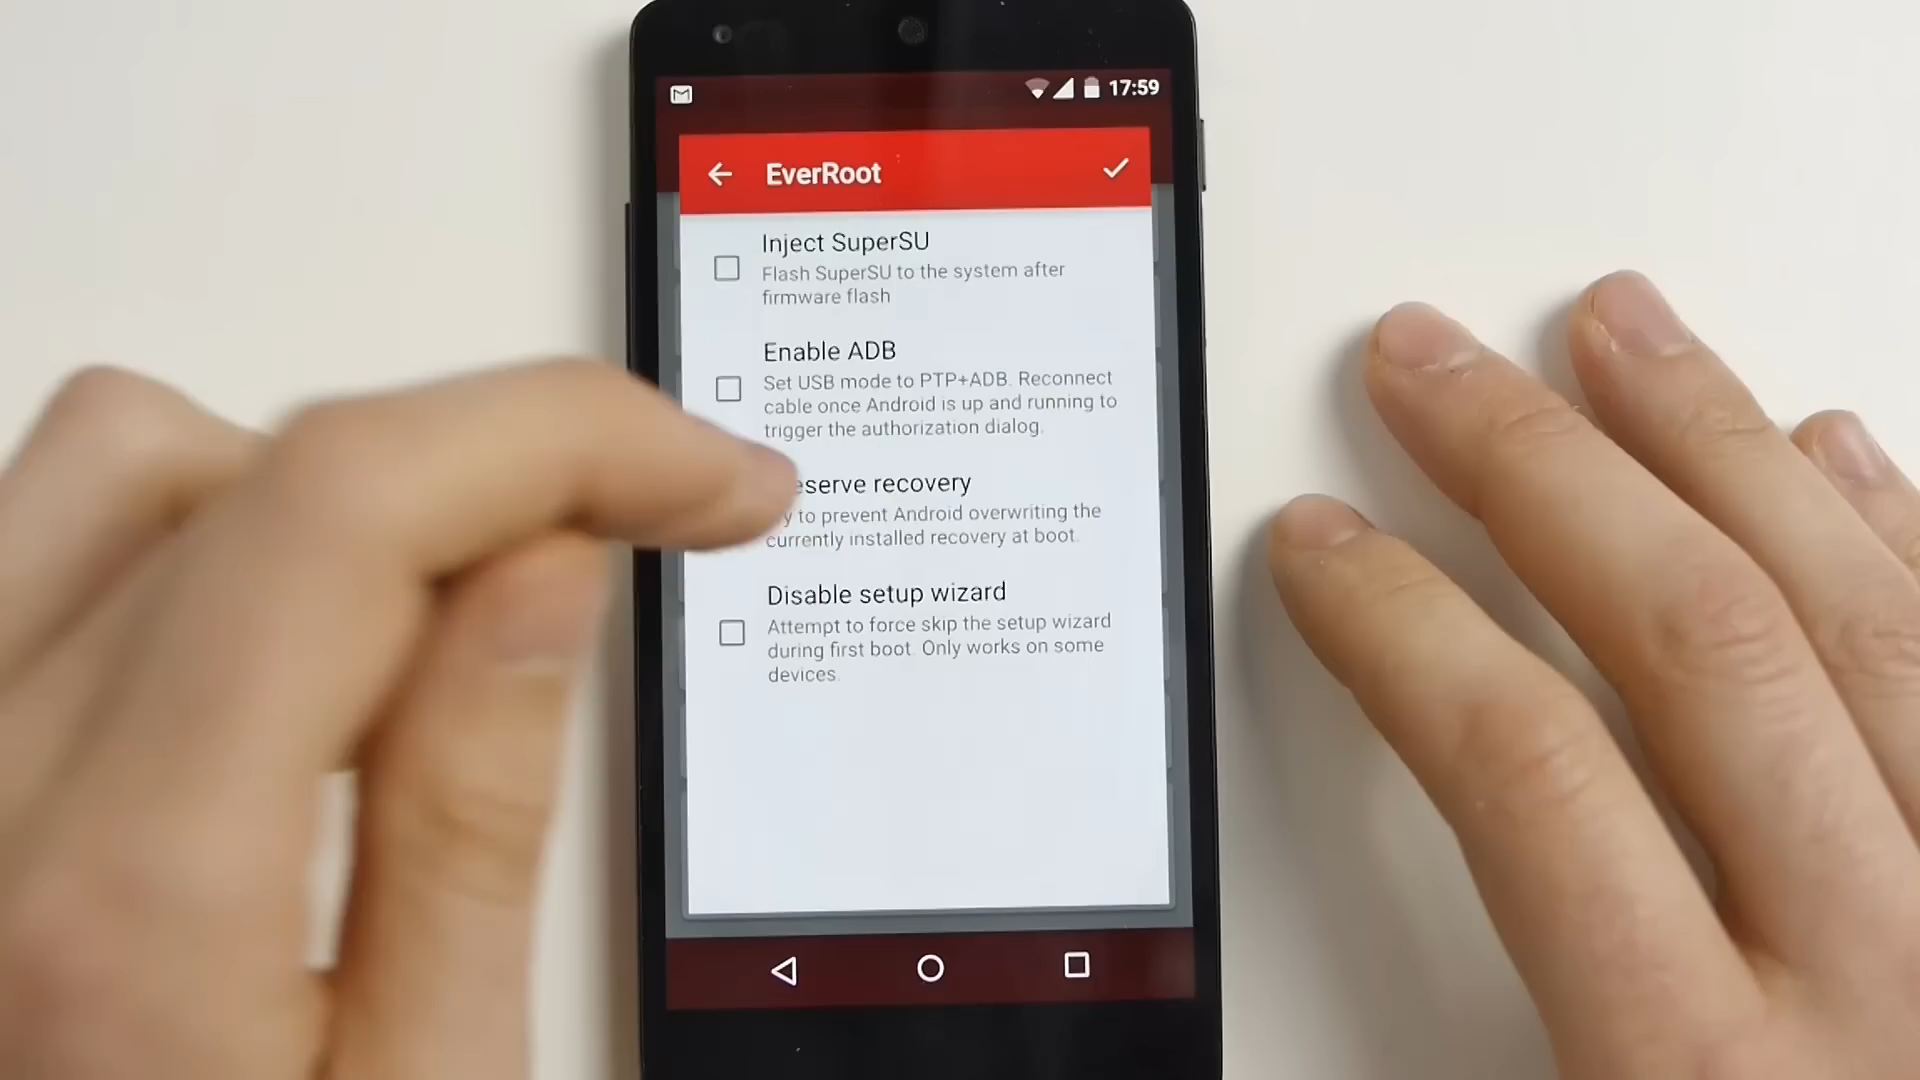 17:59
EverRoot
Inject SuperSU
Flash SuperSU to the system after
firmware flash
Enable ADB
Set USB mode to PTP+ADB. Reconnect
cable once Android is up and running to
trigger the authorization dialog.
eserve recovery
y to prevent Android overwriting the
currently installed recovery at boot.
Disable setup wizard
Attempt to force skip the setup wizard
during first boot. Only works on some
devices.